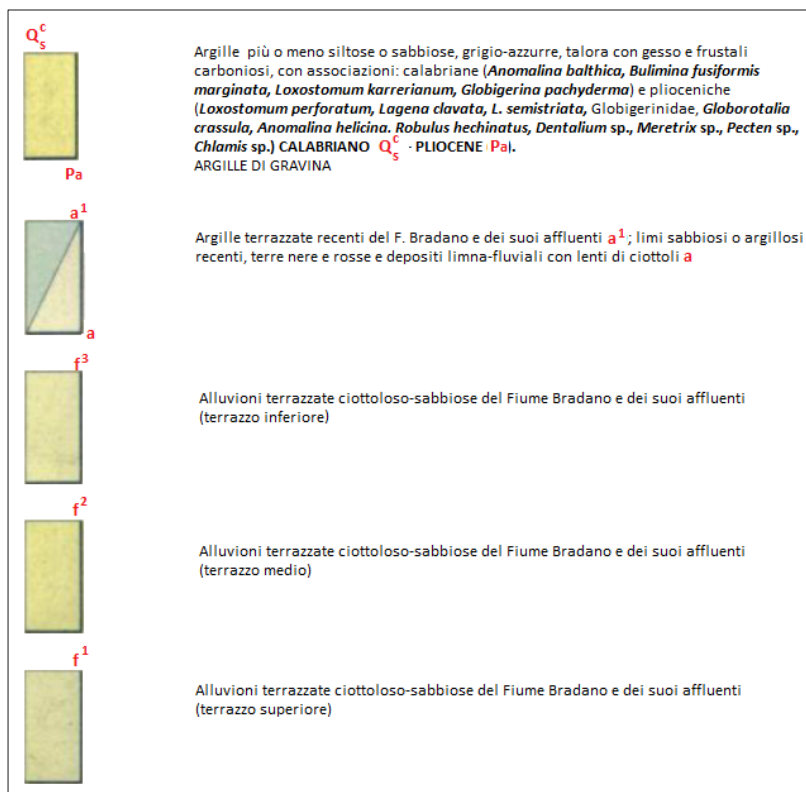 Q c s
Argille più o meno siltose o sabbiose, grigio-azzurre, talora con gesso e frustali
carboniosi, con associazioni: calabriane (Anomalina balthica, Bulimina fusiformis
marginata, Loxostomum karrerianum, Globigerina pachyderma) e plioceniche
(Loxostomum perforatum, Lagena clavata, L. semistriata, Globigerinidae, Globorotalia
crassula, Anomalina helicina. Robulus hechinatus, Dentalium sp., Meretrix sp., Pecten sp.,
Chlamis sp.) CALABRIANO Q c s - PLIOCENE Pa).
Pa
ARGILLE DI GRAVINA
a¹
Argille terrazzate recenti del F. Bradano e dei suoi affluenti a¹; limi sabbiosi o argillosi
recenti, terre nere e rosse e depositi limna-fluviali con lenti di ciottoli a
a
f³
Alluvioni terrazzate ciottoloso-sabbiose del Fiume Bradano e dei suoi affluenti
(terrazzo inferiore)
f²
Alluvioni terrazzate ciottoloso-sabbiose del Fiume Bradano e dei suoi affluenti
(terrazzo medio)
f¹
Alluvioni terrazzate ciottoloso-sabbiose del Fiume Bradano e dei suoi affluenti
(terrazzo superiore)